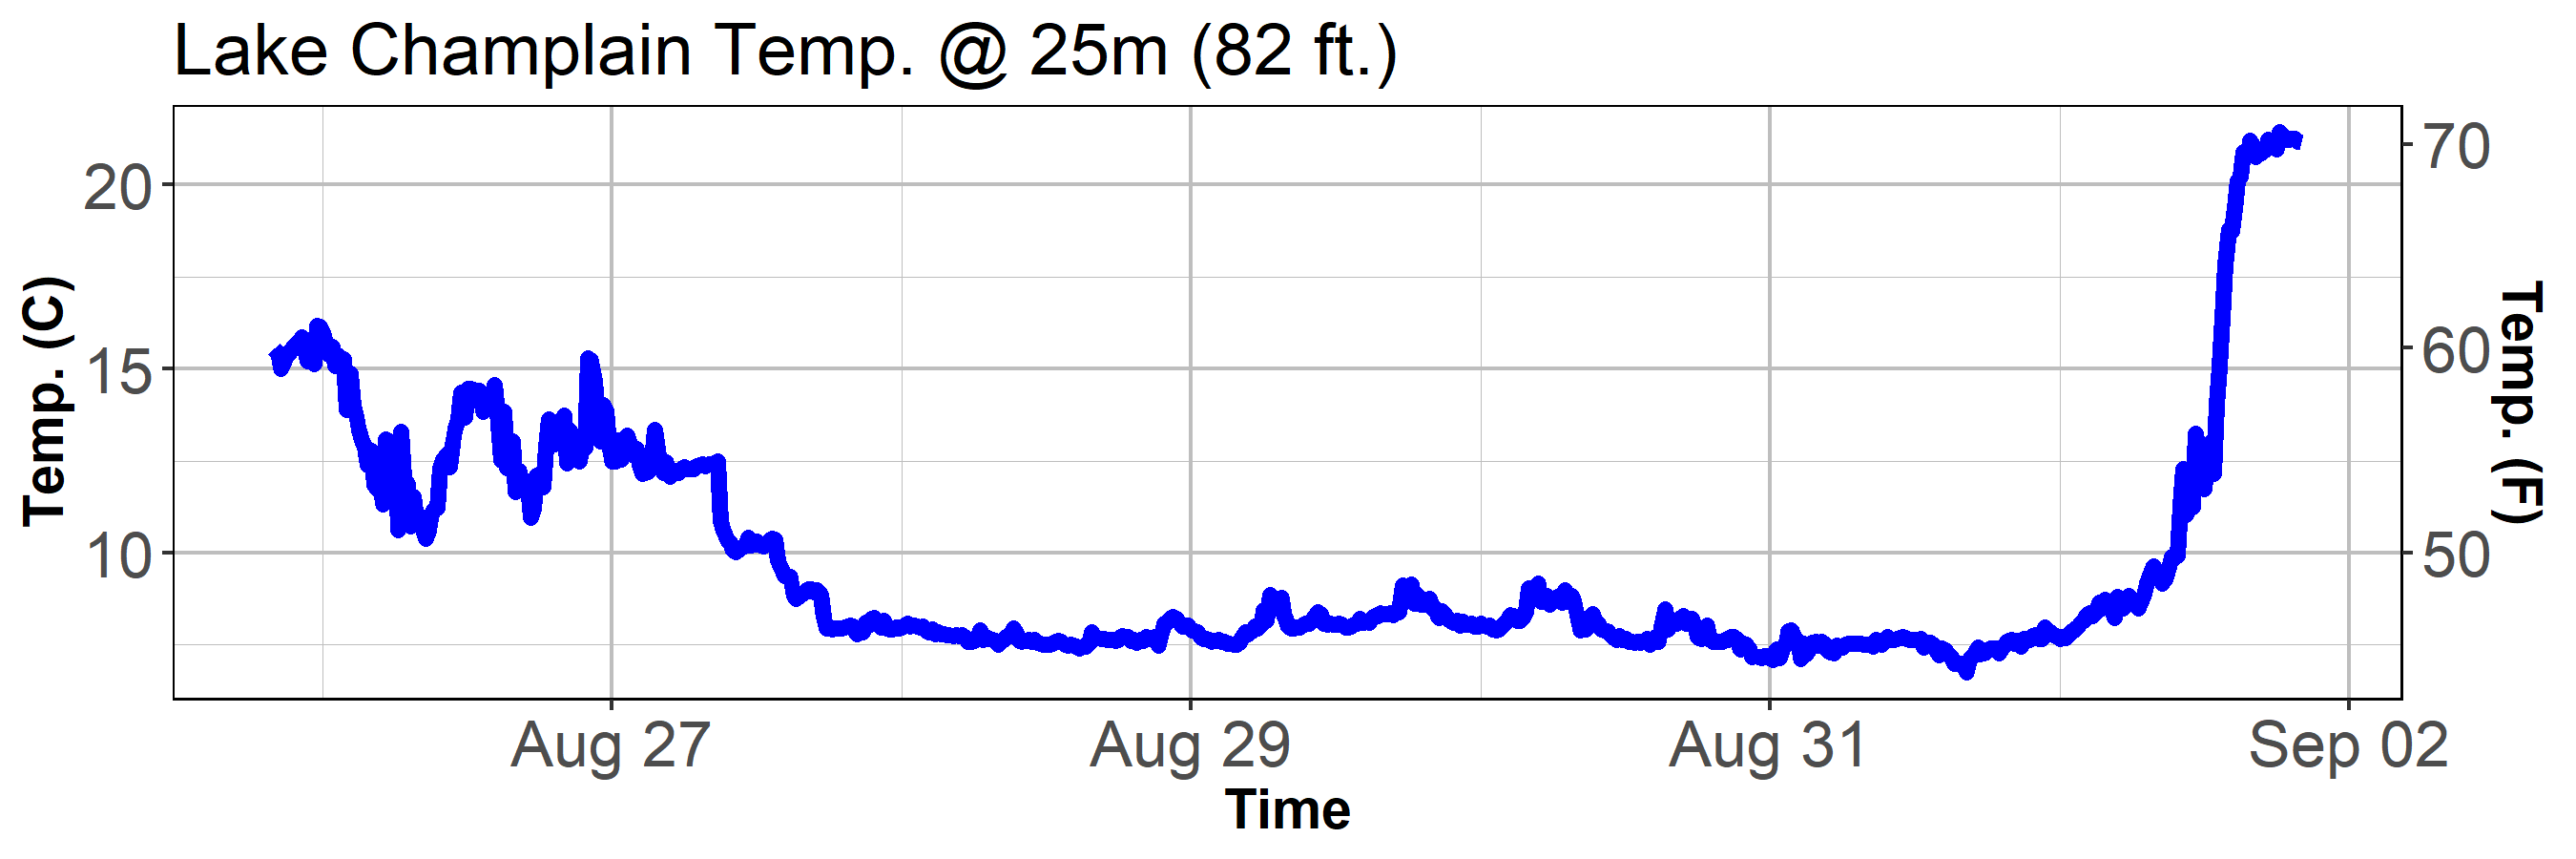 Lake Champlain Temp. @ 25m (82 ft.)
Temp. (C)
20
15
10
70
60
50
Temp. (F)
Aug 27
Aug 29
Aug 31
Sep 02
Time